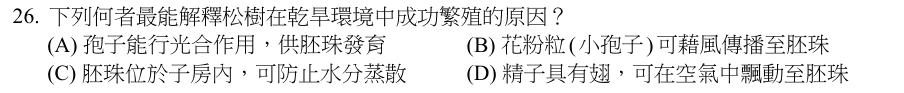 26. 下列何者最能解釋松樹在乾旱環境中成功繁殖的原因？
(A) 孢子能行光合作用，供胚珠發育 (B) 花粉粒(小孢子)可藉風傳播至胚珠
(C) 胚珠位於子房內，可防止水分蒸散 (D) 精子具有翅，可在空氣中飄動至胚珠